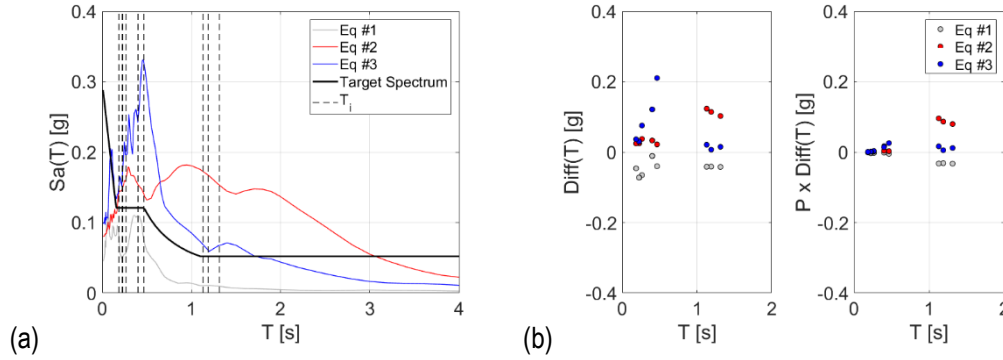 0.4
0.3
0.2
0.1
0
Sa(T) [g]
0
1
2
3
4
T [s]
Eq #1
Eq #2
Eq #3
Target Spectrum
T_i
(a)
0.4
0.2
0
-0.2
-0.4
Diff(T) [g]
0
1
2
T [s]
(b)
0.4
0.2
0
-0.2
-0.4
P x Diff(T) [g]
0
1
2
T [s]
Eq #1
Eq #2
Eq #3